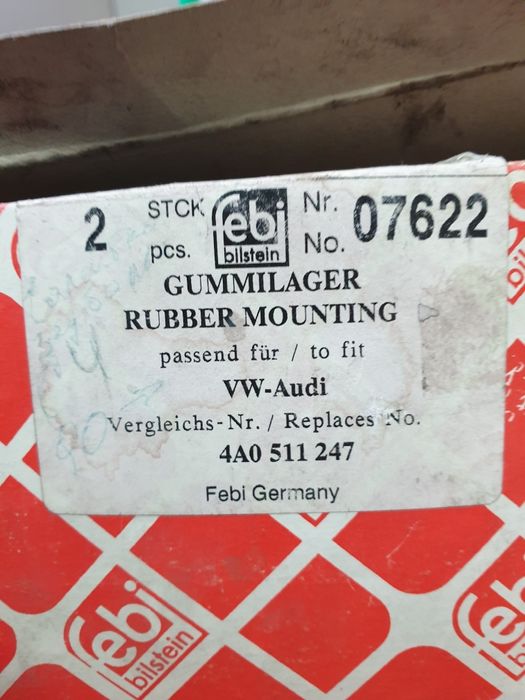 2 STCK pcs. febi bilstein Nr. No. 07622
GUMMILAGER
RUBBER MOUNTING
passend für / to fit
VW-Audi
Vergleichs-Nr. / Replaces No.
4A0 511 247
Febi Germany
febi
bilstein
febi
bilstein